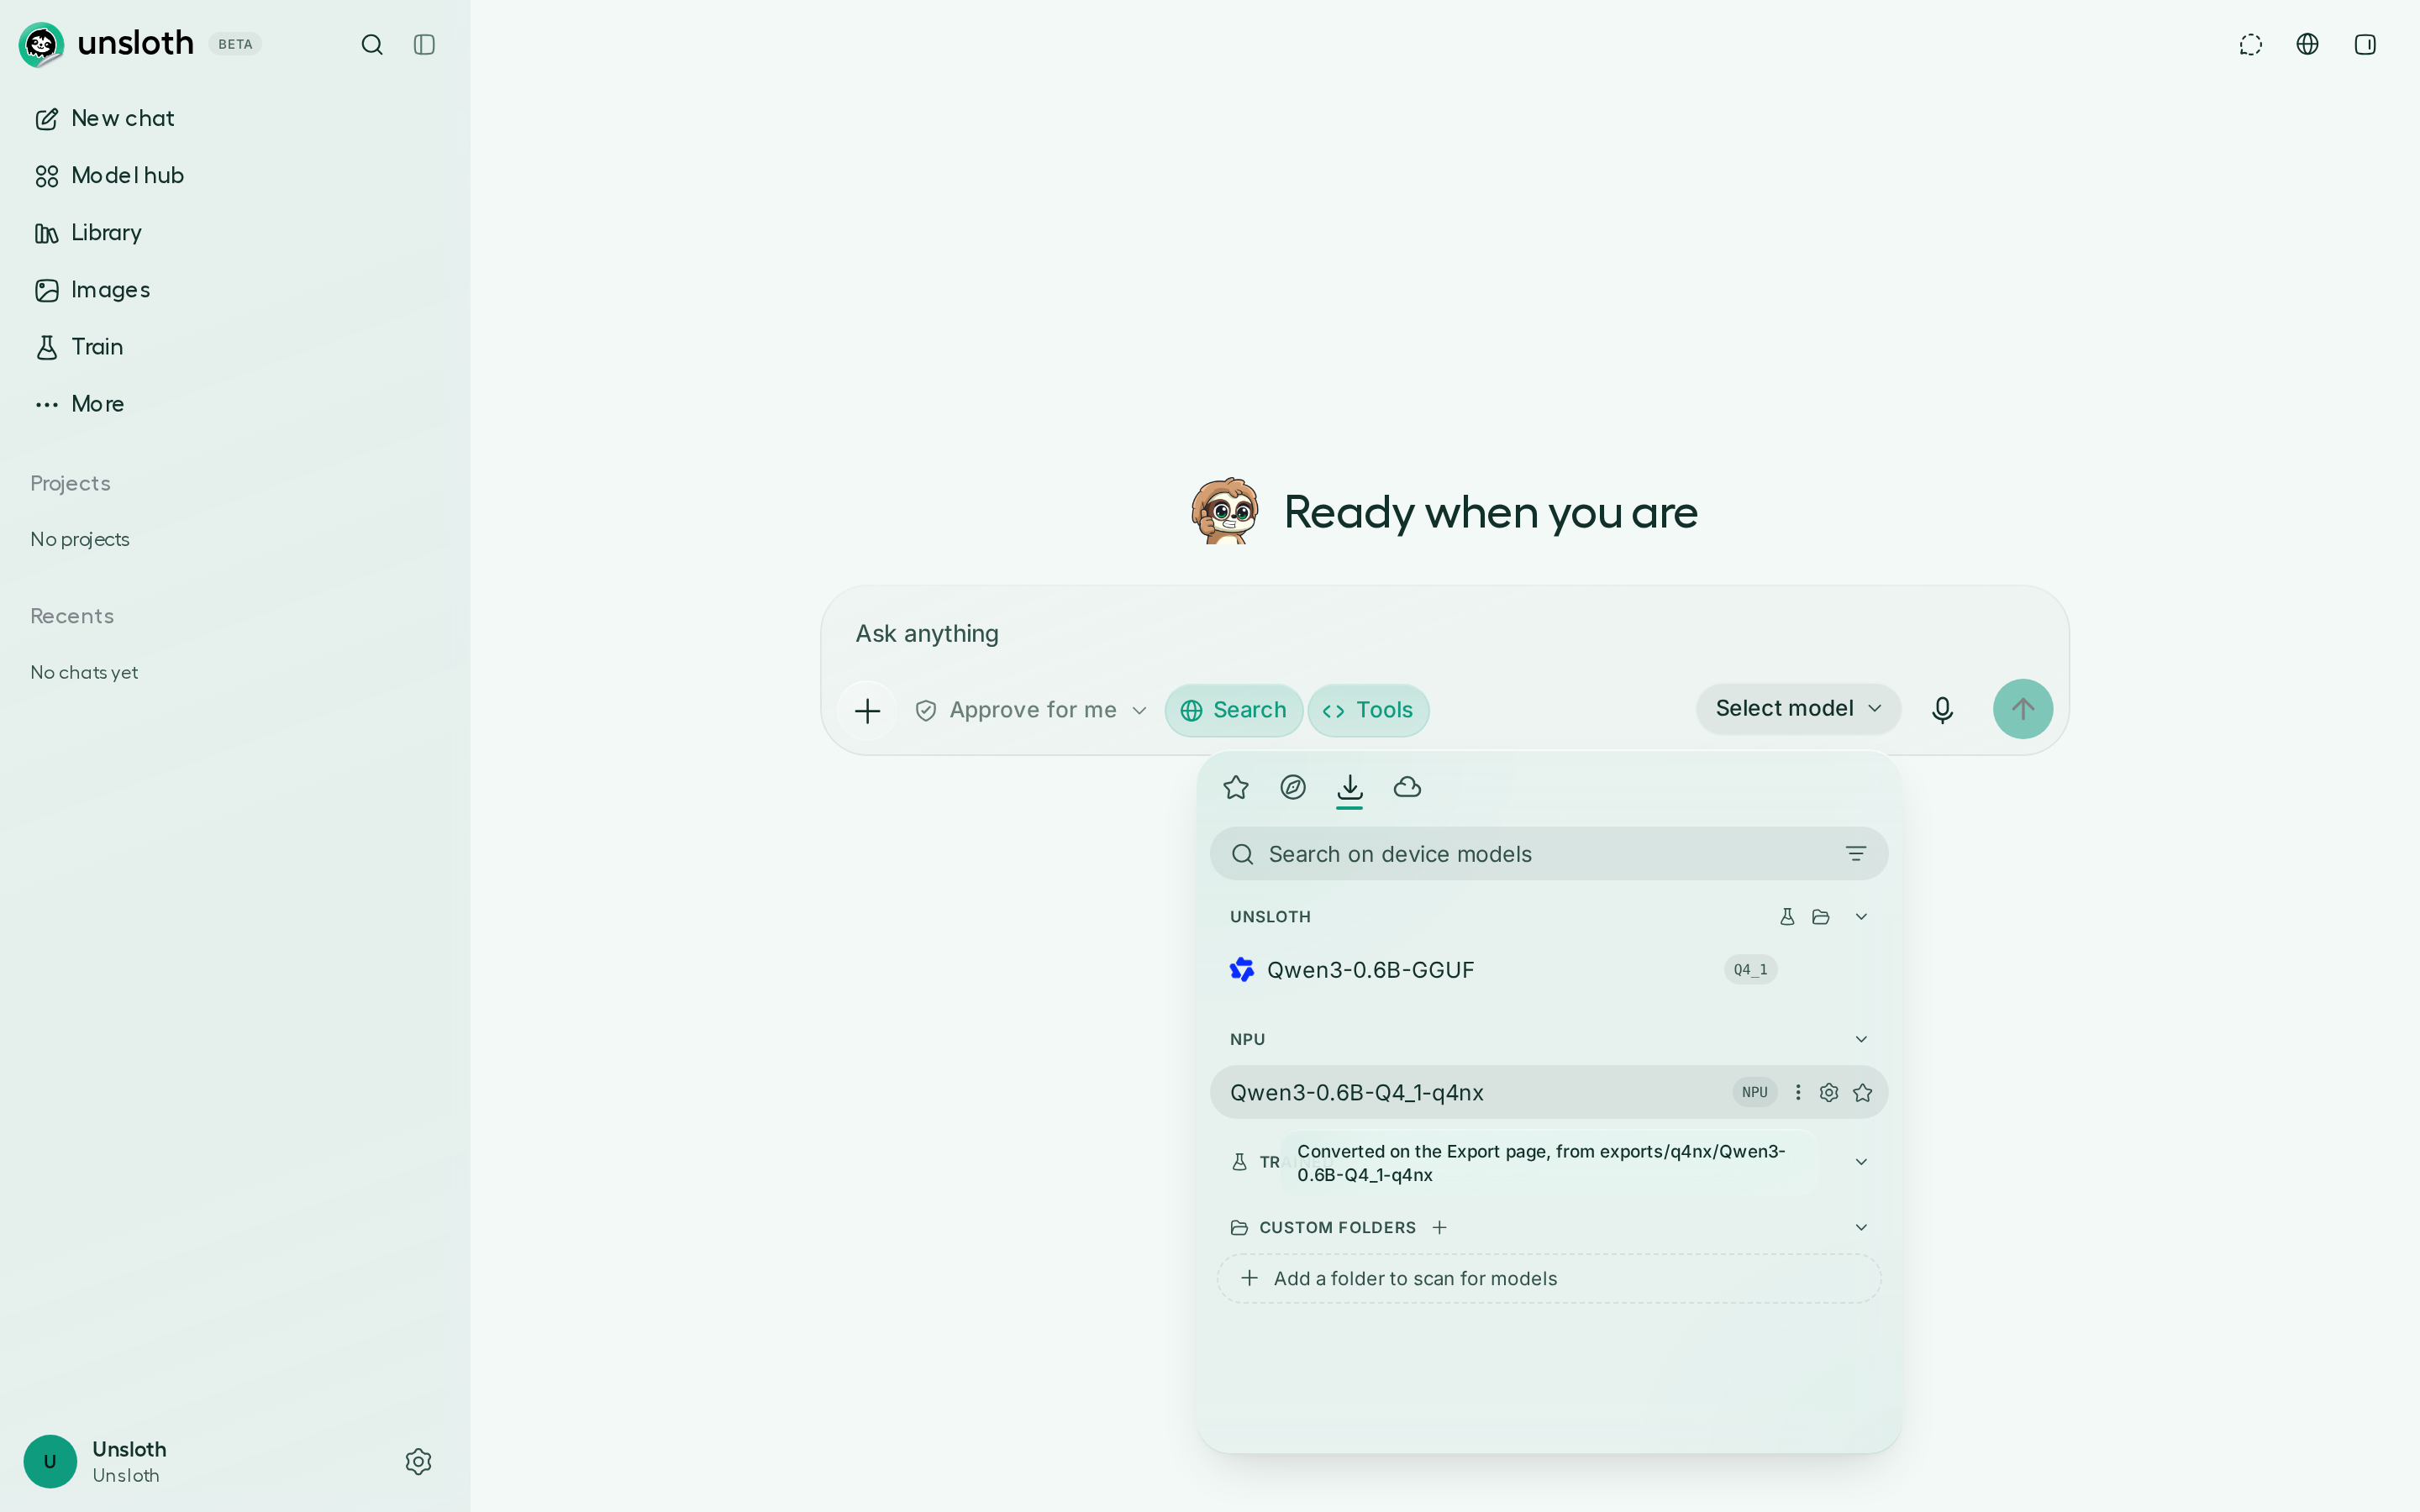 unsloth BETA
New chat
Model hub
Library
Images
Train
More
Projects
No projects
Recents
No chats yet
U
Unsloth
Unsloth
Ready when you are
Ask anything
Approve for me
Search
Tools
Select model
Search on device models
UNSLOTH
Qwen3-0.6B-GGUF Q4_1
NPU
Qwen3-0.6B-Q4_1-q4nx NPU
Converted on the Export page, from exports/q4nx/Qwen3-
0.6B-Q4_1-q4nx
CUSTOM FOLDERS
Add a folder to scan for models